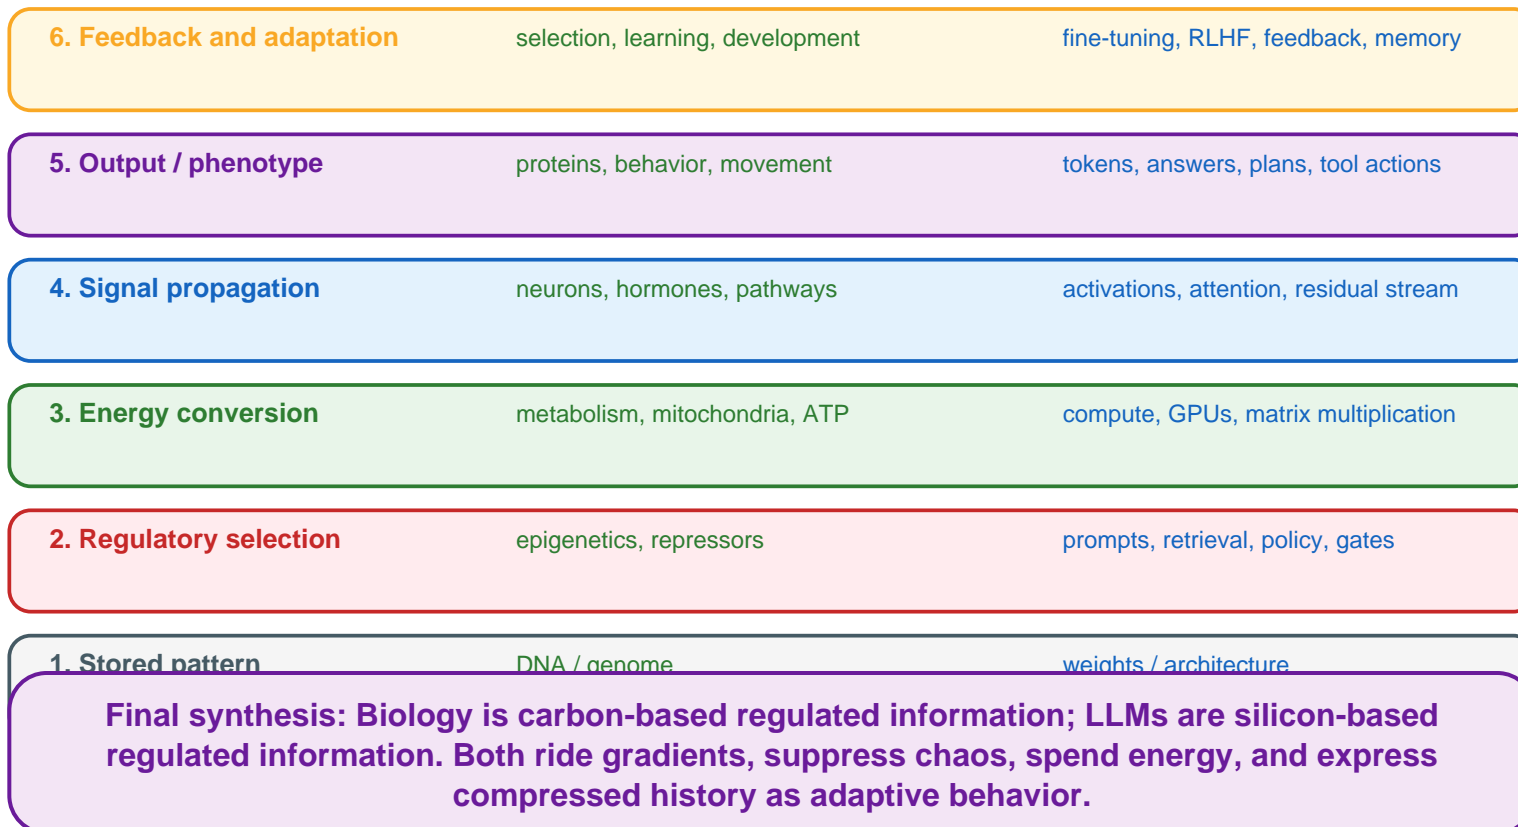 6. Feedback and adaptation selection, learning, development fine-tuning, RLHF, feedback, memory
5. Output / phenotype proteins, behavior, movement tokens, answers, plans, tool actions
4. Signal propagation neurons, hormones, pathways activations, attention, residual stream
3. Energy conversion metabolism, mitochondria, ATP compute, GPUs, matrix multiplication
2. Regulatory selection epigenetics, repressors prompts, retrieval, policy, gates
1. Stored pattern DNA / genome weights / architecture
Final synthesis: Biology is carbon-based regulated information; LLMs are silicon-based
regulated information. Both ride gradients, suppress chaos, spend energy, and express
compressed history as adaptive behavior.